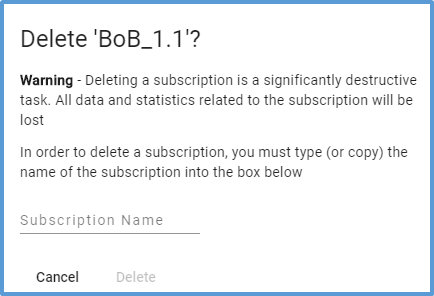 Delete 'BoB_1.1'?
Warning - Deleting a subscription is a significantly destructive
task. All data and statistics related to the subscription will be
lost
In order to delete a subscription, you must type (or copy) the
name of the subscription into the box below
Subscription Name
Cancel Delete